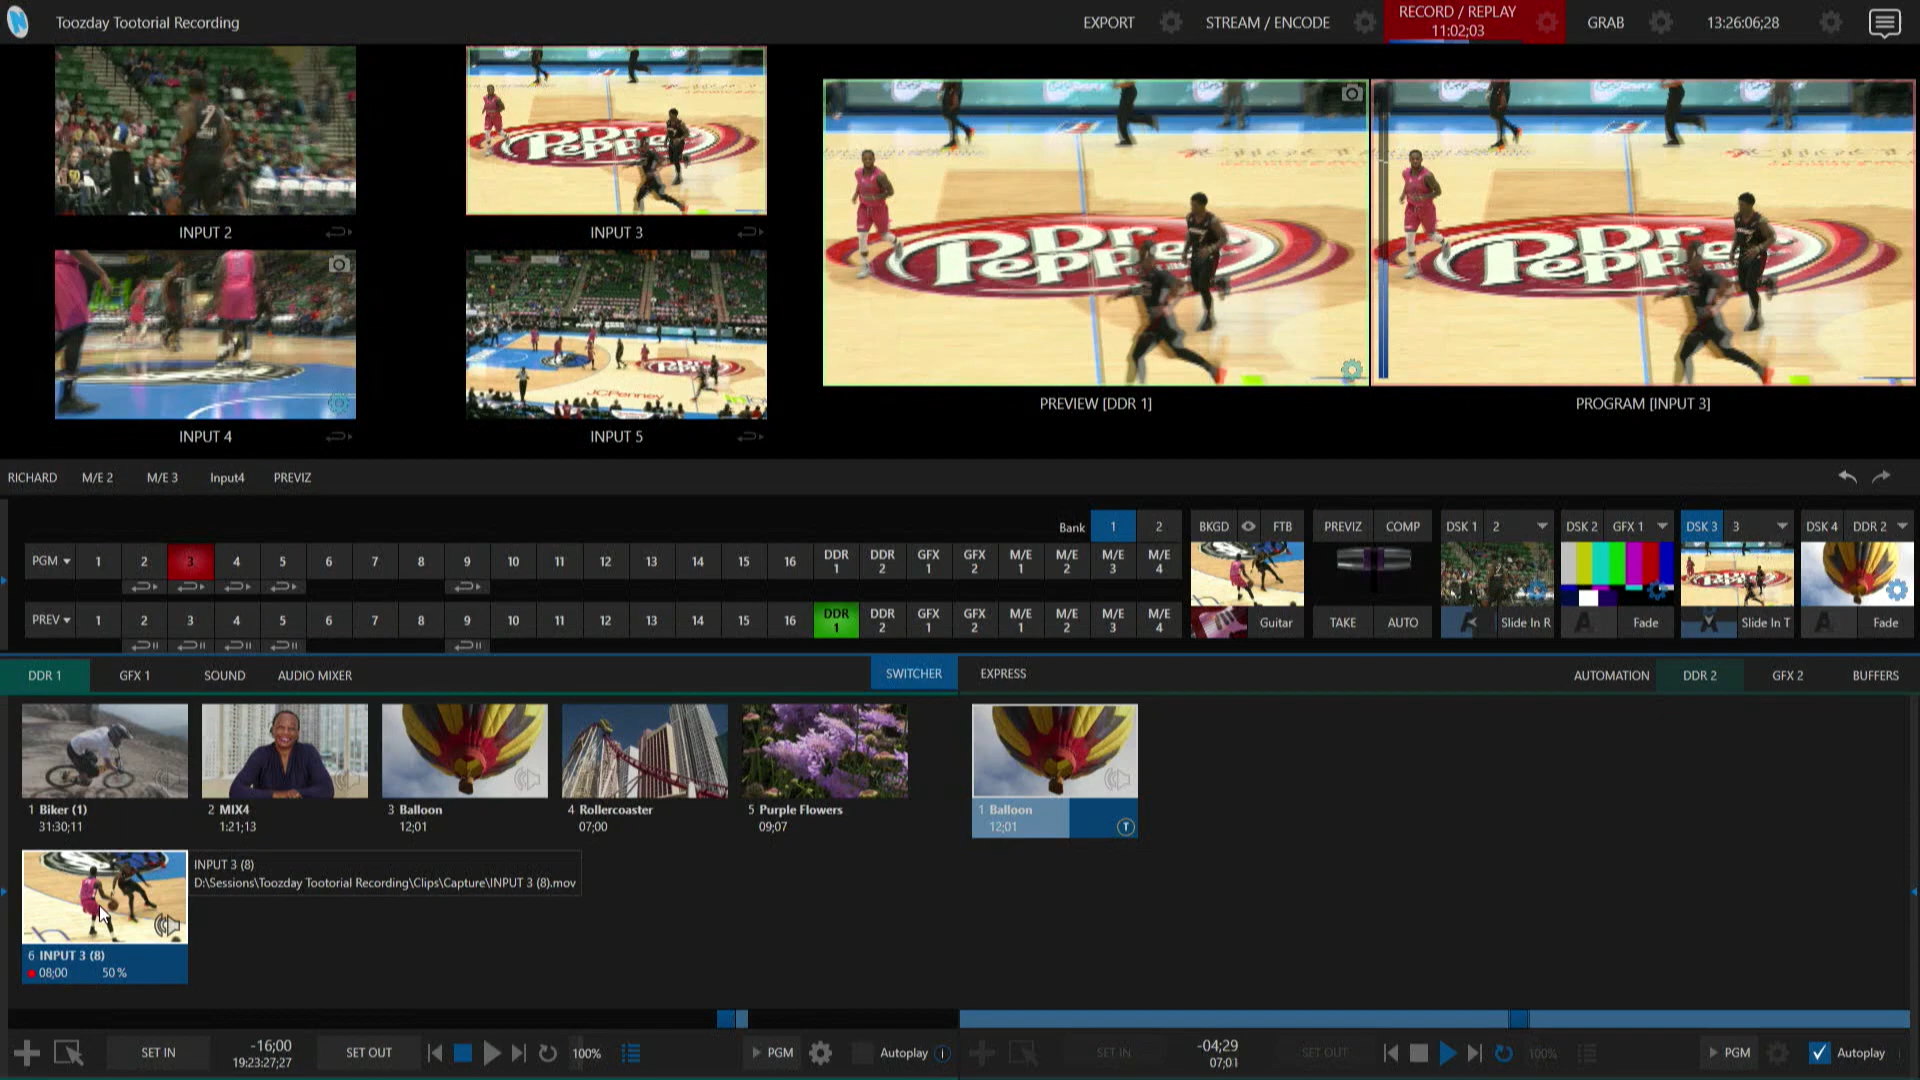 Toozday Tootorial Recording
EXPORT
STREAM / ENCODE
RECORD / REPLAY
11:02;03
GRAB
13:26:06;28
INPUT 2
INPUT 3
INPUT 4
INPUT 5
Dr Pepper
Dr Pepper
Dr Pepper
JCPenney
PREVIEW [DDR 1]
PROGRAM [INPUT 3]
RICHARD M/E 2 M/E 3 Input4 PREVIZ
Bank 1 2
PGM 1 2 3 4 5 6 7 8 9 10 11 12 13 14 15 16 DDR 1 DDR 2 GFX 1 GFX 2 M/E 1 M/E 2 M/E 3 M/E 4
PREV 1 2 3 4 5 6 7 8 9 10 11 12 13 14 15 16 DDR 1 DDR 2 GFX 1 GFX 2 M/E 1 M/E 2 M/E 3 M/E 4
BKGD FTB PREVIZ COMP DSK 1 2 DSK 2 GFX 1 DSK 3 3 DSK 4 DDR 2
Guitar TAKE AUTO Slide In R Fade Slide In T Fade
DDR 1 GFX 1 SOUND AUDIO MIXER SWITCHER EXPRESS AUTOMATION DDR 2 GFX 2 BUFFERS
1 Biker (1)
31:30;11
2 MIX4
1:21;13
3 Balloon
12;01
4 Rollercoaster
07;00
5 Purple Flowers
09;07
1 Balloon
12;01
T
INPUT 3 (8)
D:\Sessions\Toozday Tootorial Recording\Clips\Capture\INPUT 3 (8).mov
6 INPUT 3 (8)
08;00 50 %
SET IN
-16;00
19:23:27;27
SET OUT
100%
PGM
Autoplay
SET IN
-04;29
07;01
SET OUT
100%
PGM
Autoplay